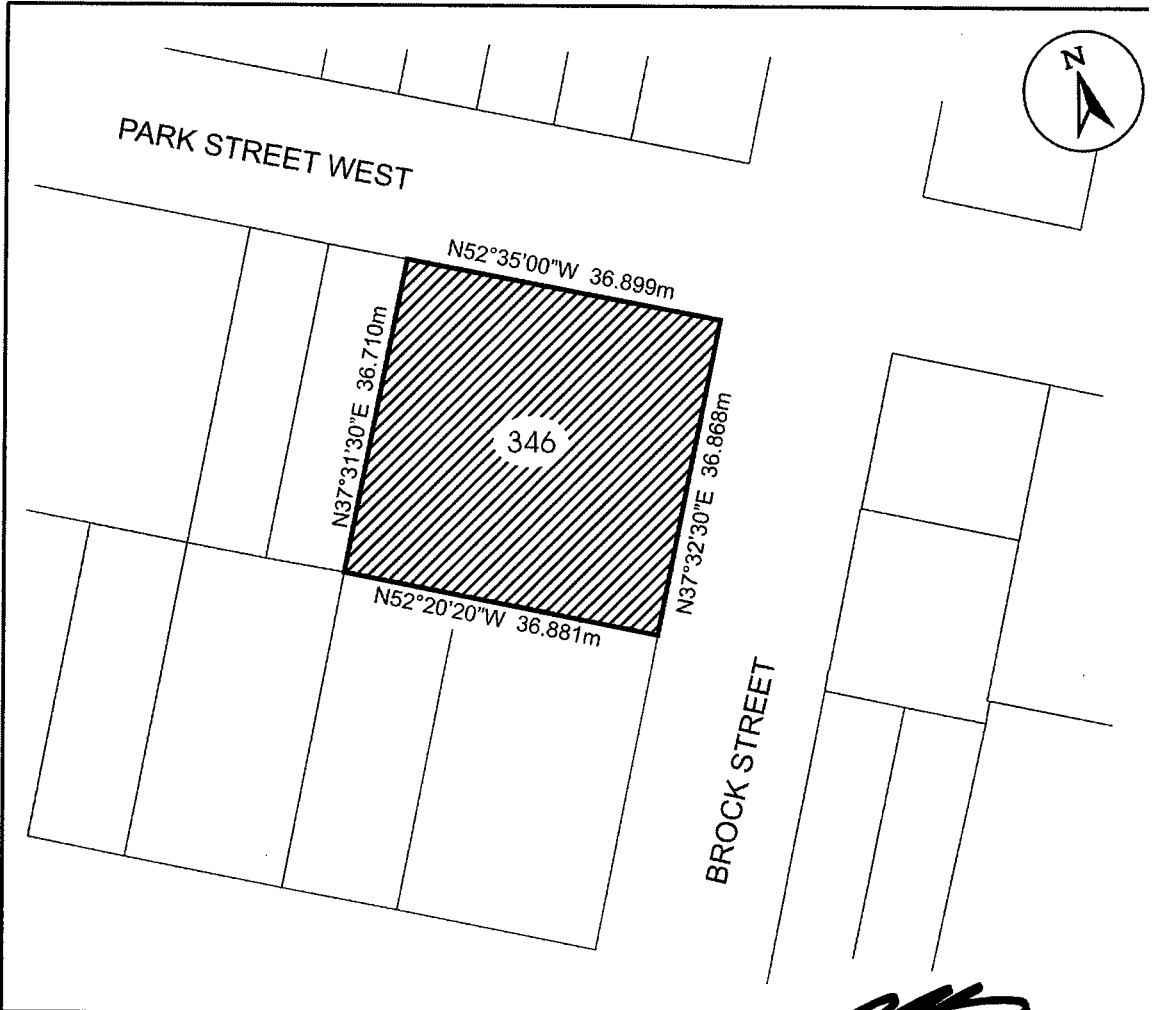 N
PARK STREET WEST
N52°35'00"W 36.899m
N37°31'30"E 36.710m
346
N37°32'30"E 36.868m
N52°20'20"W 36.881m
BROCK STREET